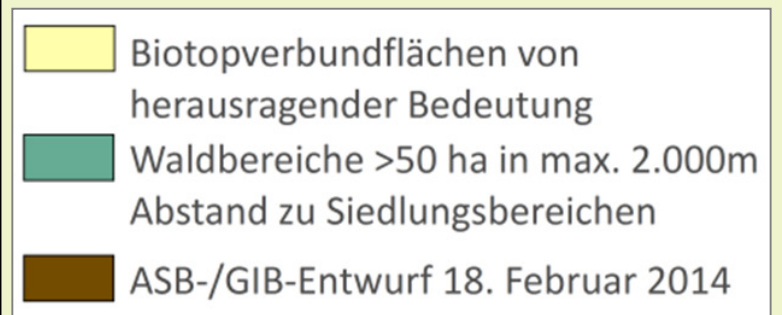 Biotopverbundflächen von
herausragender Bedeutung
Waldbereiche >50 ha in max. 2.000m
Abstand zu Siedlungsbereichen
ASB-/GIB-Entwurf 18. Februar 2014